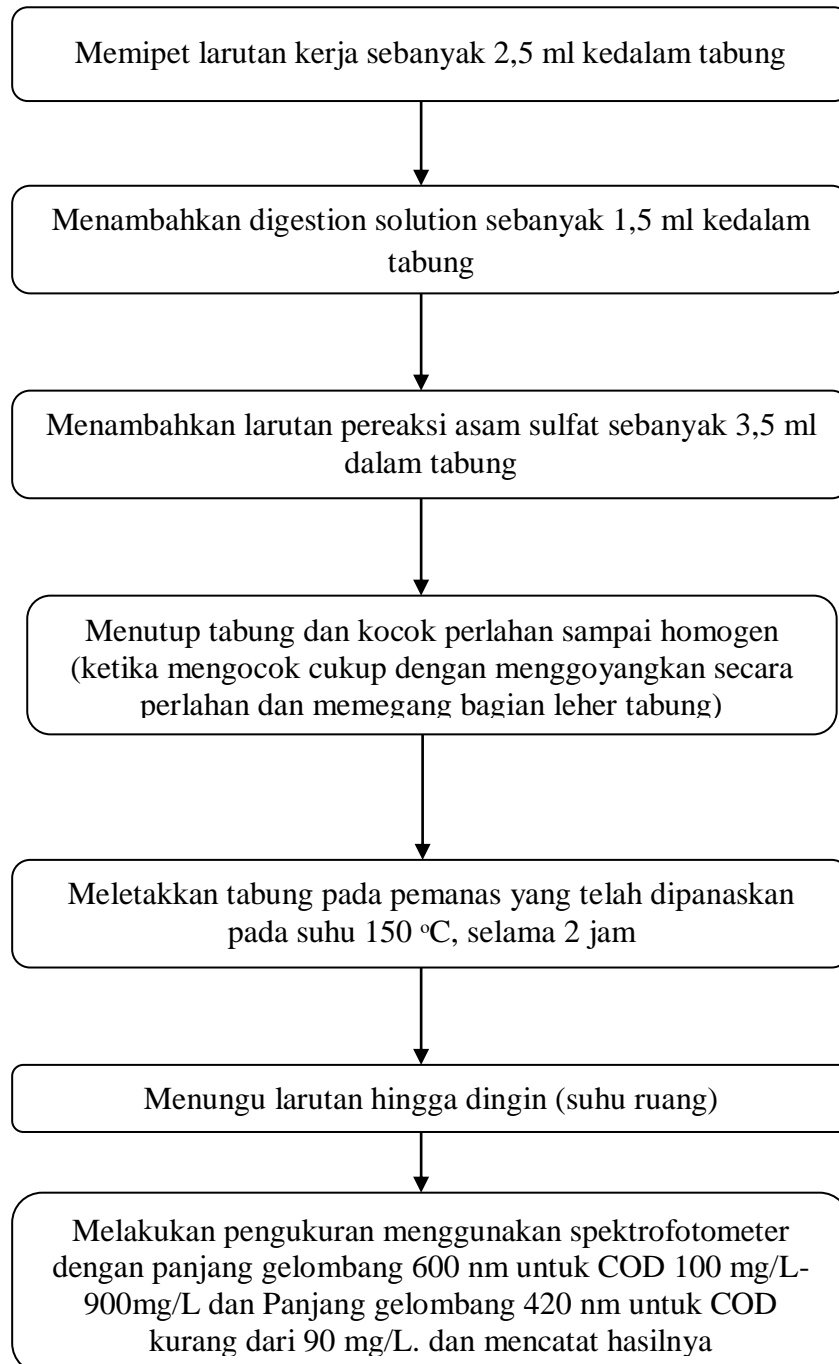 Memipet larutan kerja sebanyak 2,5 ml kedalam tabung
Menambahkan digestion solution sebanyak 1,5 ml kedalam
tabung
Menambahkan larutan pereaksi asam sulfat sebanyak 3,5 ml
dalam tabung
Menutup tabung dan kocok perlahan sampai homogen
(ketika mengocok cukup dengan menggoyangkan secara
perlahan dan memegang bagian leher tabung)
Meletakkan tabung pada pemanas yang telah dipanaskan
pada suhu 150 ºC, selama 2 jam
Menungu larutan hingga dingin (suhu ruang)
Melakukan pengukuran menggunakan spektrofotometer
dengan panjang gelombang 600 nm untuk COD 100 mg/L-
900mg/L dan Panjang gelombang 420 nm untuk COD
kurang dari 90 mg/L. dan mencatat hasilnya